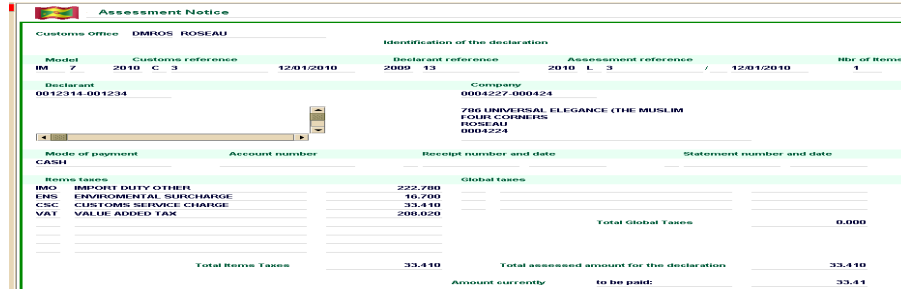 Assessment Notice
Customs Office DMROS ROSEAU
Identification of the declaration
Model Customs reference Declarant reference Assessment reference Nbr of Items
IM 7 2010 C 3 12/01/2010 2009 13 2010 L 3 / 12/01/2010 1
Declarant Company
0012314-001234 0004227-000424
786 UNIVERSAL ELEGANCE (THE MUSLIM
FOUR CORNERS
ROSEAU
0004224
Mode of payment Account number Receipt number and date Statement number and date
CASH
Items taxes Global taxes
IMO IMPORT DUTY OTHER 222.780
ENS ENVIROMENTAL SURCHARGE 16.700
CSC CUSTOMS SERVICE CHARGE 33.410
VAT VALUE ADDED TAX 208.020
Total Global Taxes 0.000
Total Items Taxes 33.410 Total assessed amount for the declaration 33.410
Amount currently to be paid: 33.41